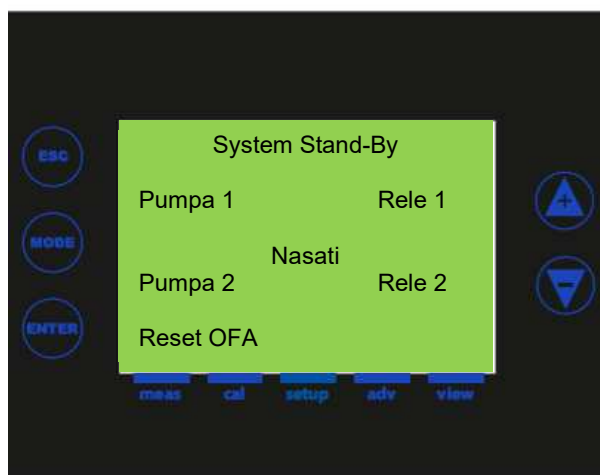 System Stand-By
ESC
Pumpa 1 Rele 1
+
MODE
Nasati
Pumpa 2 Rele 2
-
ENTER
Reset OFA
meas cal setup adv view